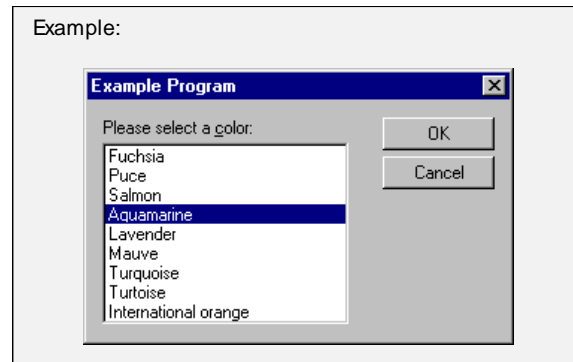 Example:
Example Program
Please select a color:
OK
Cancel
Fuchsia
Puce
Salmon
Aquamarine
Lavender
Mauve
Turquoise
Turtoise
International orange